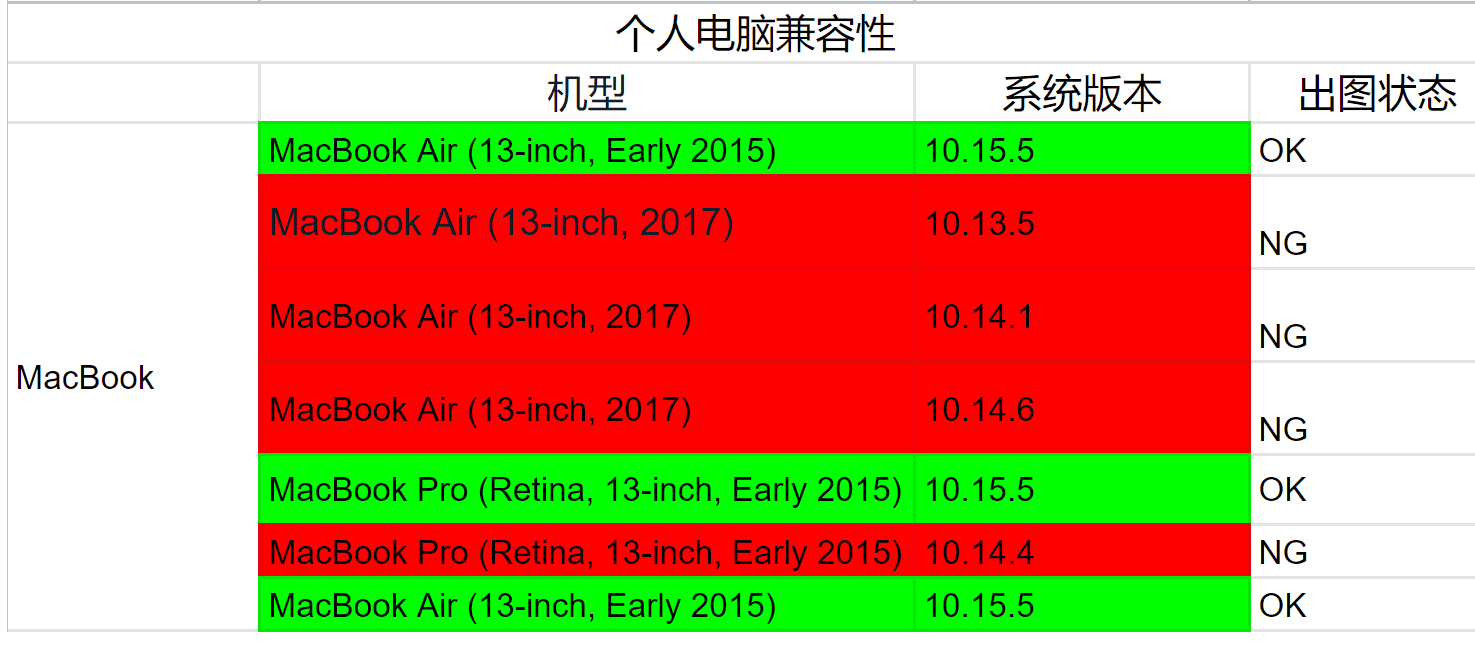 个人电脑兼容性
机型 系统版本 出图状态
MacBook Air (13-inch, Early 2015) 10.15.5 OK
MacBook Air (13-inch, 2017) 10.13.5 NG
MacBook Air (13-inch, 2017) 10.14.1 NG
MacBook
MacBook Air (13-inch, 2017) 10.14.6 NG
MacBook Pro (Retina, 13-inch, Early 2015) 10.15.5 OK
MacBook Pro (Retina, 13-inch, Early 2015) 10.14.4 NG
MacBook Air (13-inch, Early 2015) 10.15.5 OK